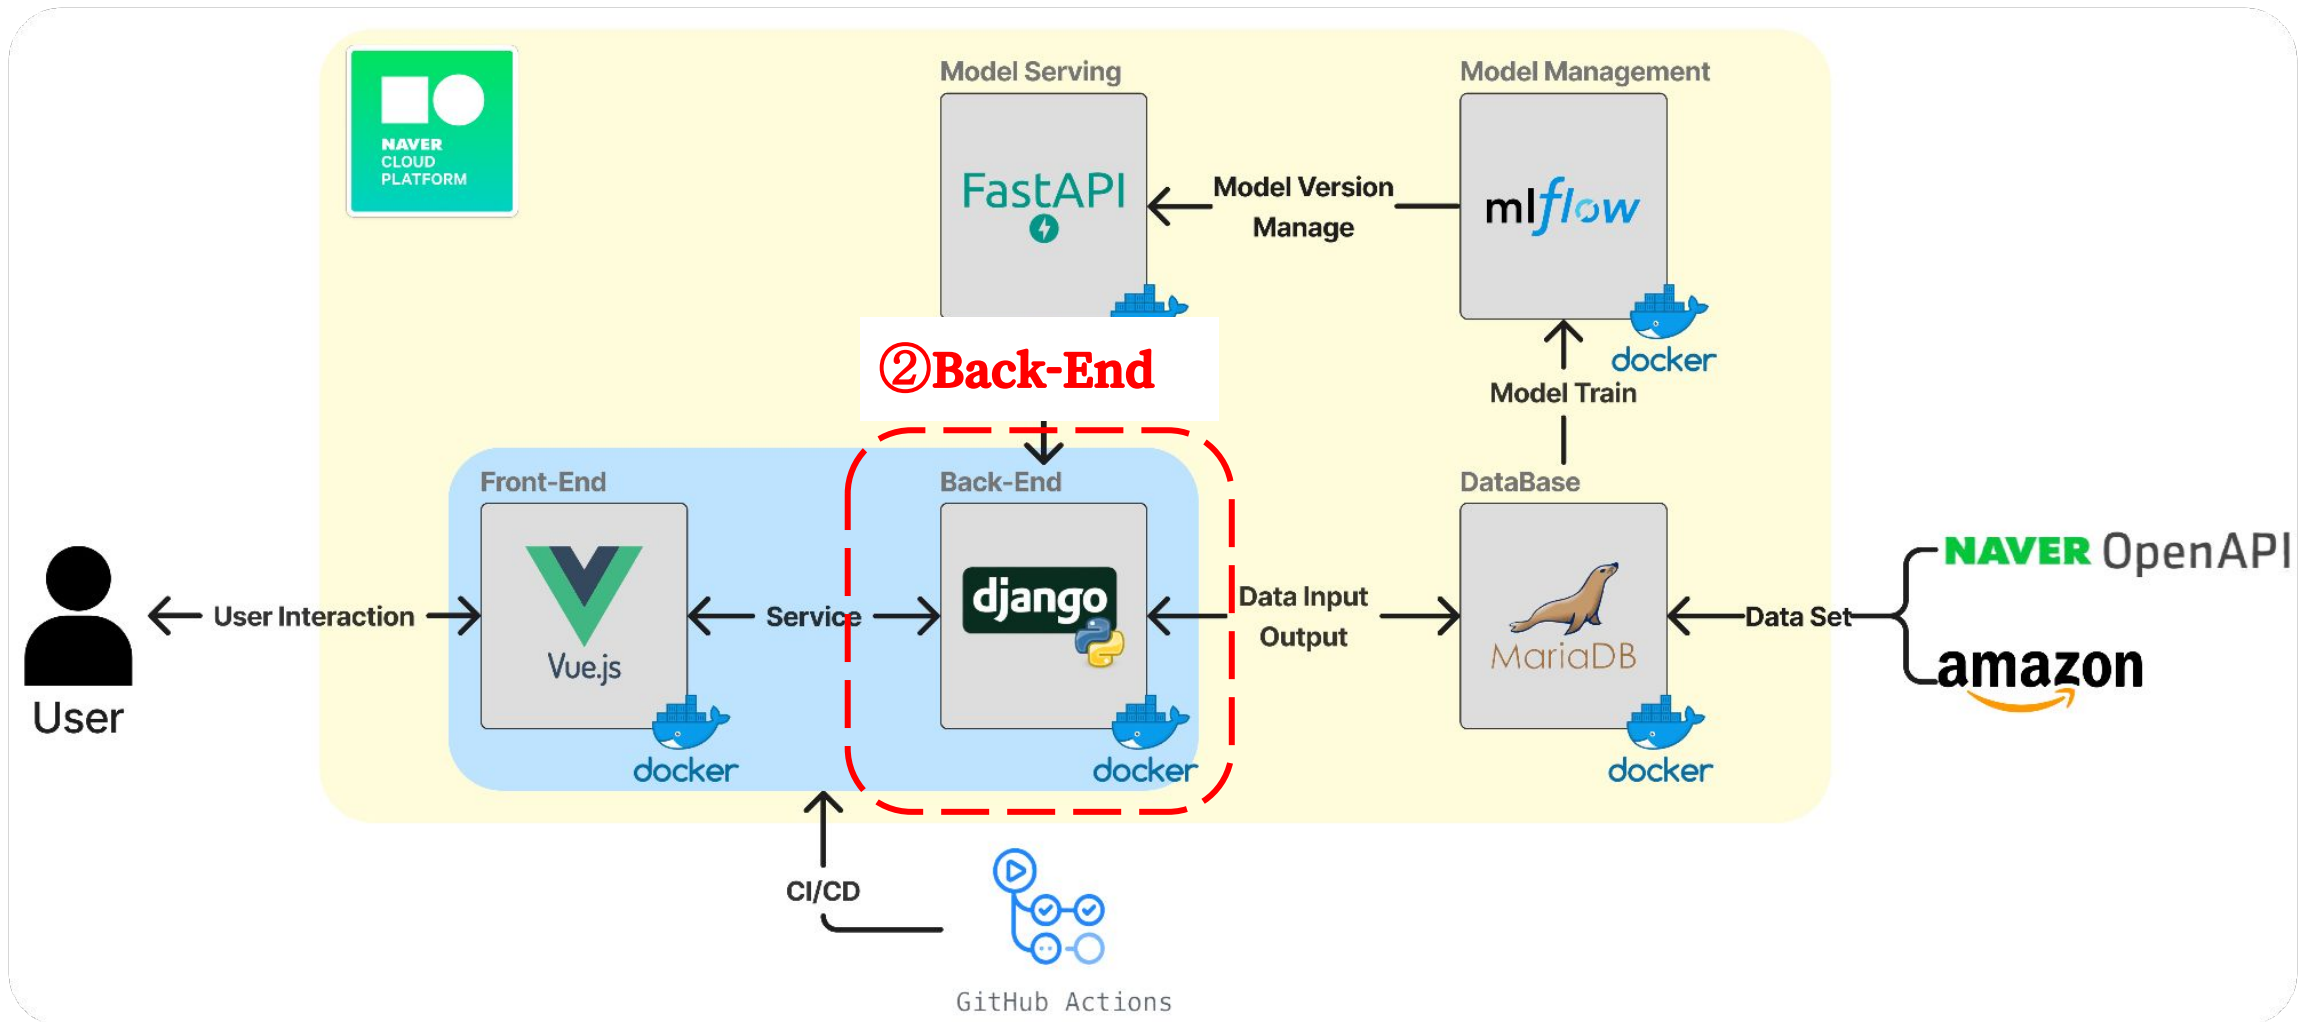 NAVER
CLOUD
PLATFORM
Model Serving
FastAPI
Model Version
Manage
Model Management
mlflow
docker
Model Train
②Back-End
Front-End
Vue.js
docker
Back-End
django
docker
DataBase
MariaDB
docker
User
User Interaction
Service
Data Input
Output
Data Set
NAVER OpenAPI
amazon
CI/CD
GitHub Actions